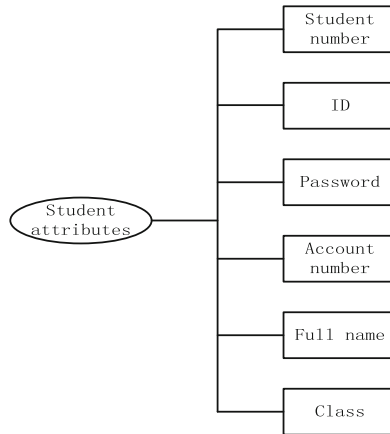 Student
number
ID
Password
Student
attributes
Account
number
Full name
Class